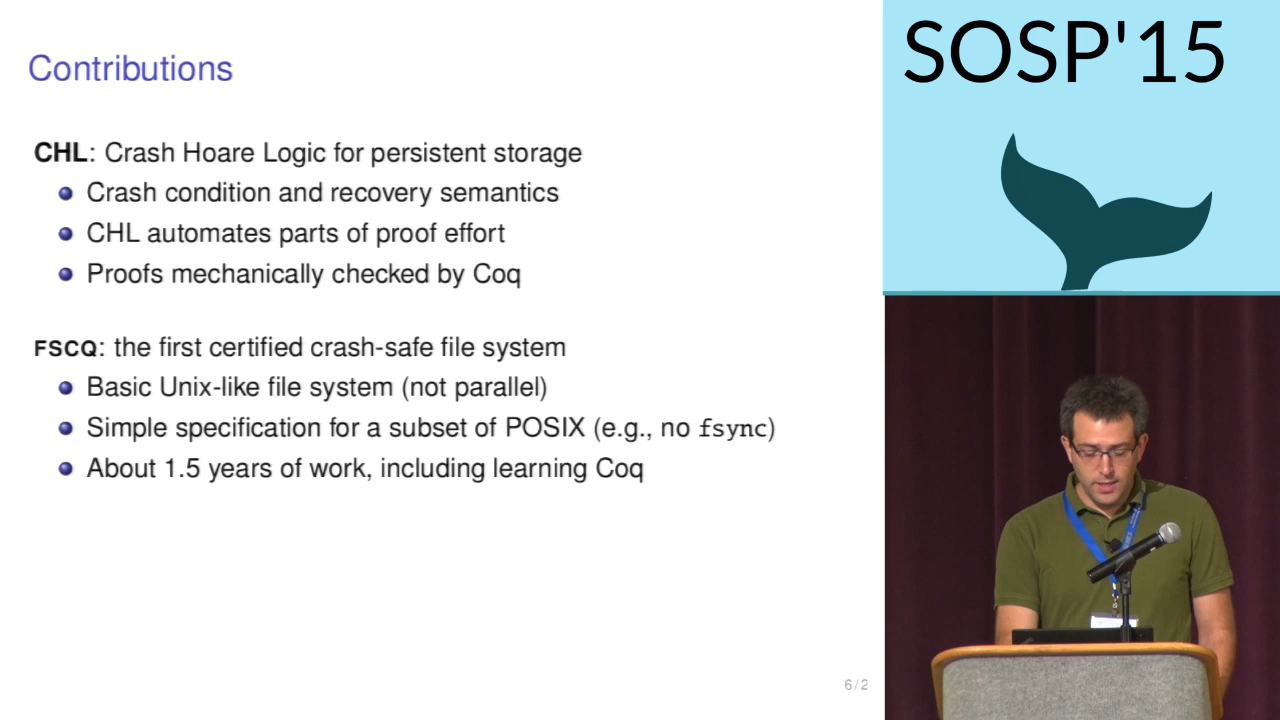 Contributions
CHL: Crash Hoare Logic for persistent storage
Crash condition and recovery semantics
CHL automates parts of proof effort
Proofs mechanically checked by Coq
FSCQ: the first certified crash-safe file system
Basic Unix-like file system (not parallel)
Simple specification for a subset of POSIX (e.g., no fsync)
About 1.5 years of work, including learning Coq
6 / 2
SOSP'15